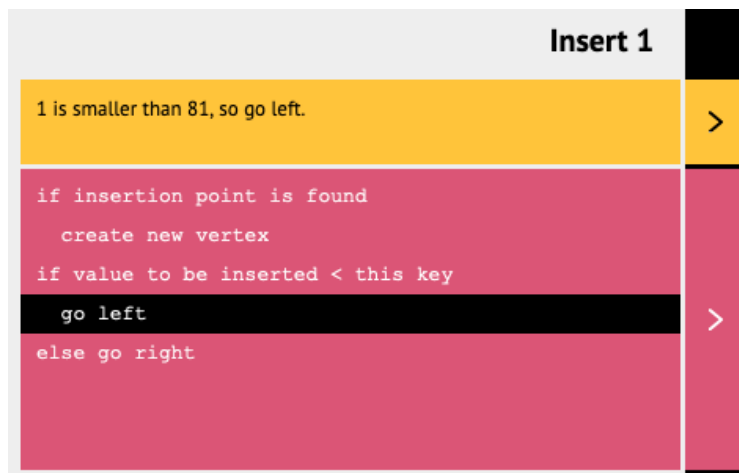 Insert 1
1 is smaller than 81, so go left.
>
if insertion point is found
create new vertex
if value to be inserted < this key
go left
>
else go right